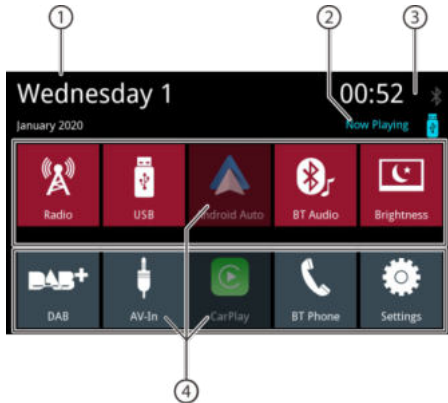 1
2
3
Wednesday 1
00:52
January 2020
Now Playing
Radio
USB
Android Auto
BT Audio
Brightness
DAB+
DAB
AV-In
CarPlay
BT Phone
Settings
4